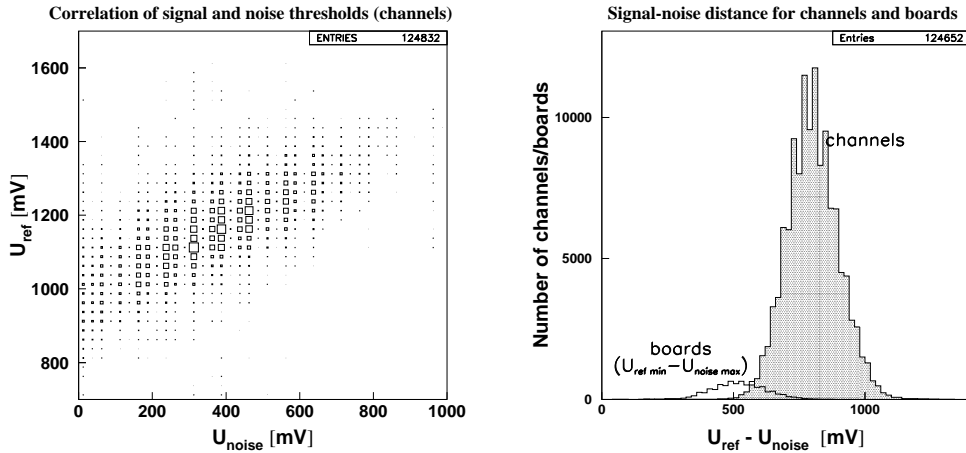 Correlation of signal and noise thresholds (channels)
ENTRIES 124832
1600
1400
1200
1000
800
U_ref [mV]
0 200 400 600 800 1000
U_noise [mV]
Signal-noise distance for channels and boards
Entries 124652
10000
5000
0
Number of channels/boards
channels
boards
(U_ref min−U_noise max)
0 500 1000
U_ref - U_noise [mV]